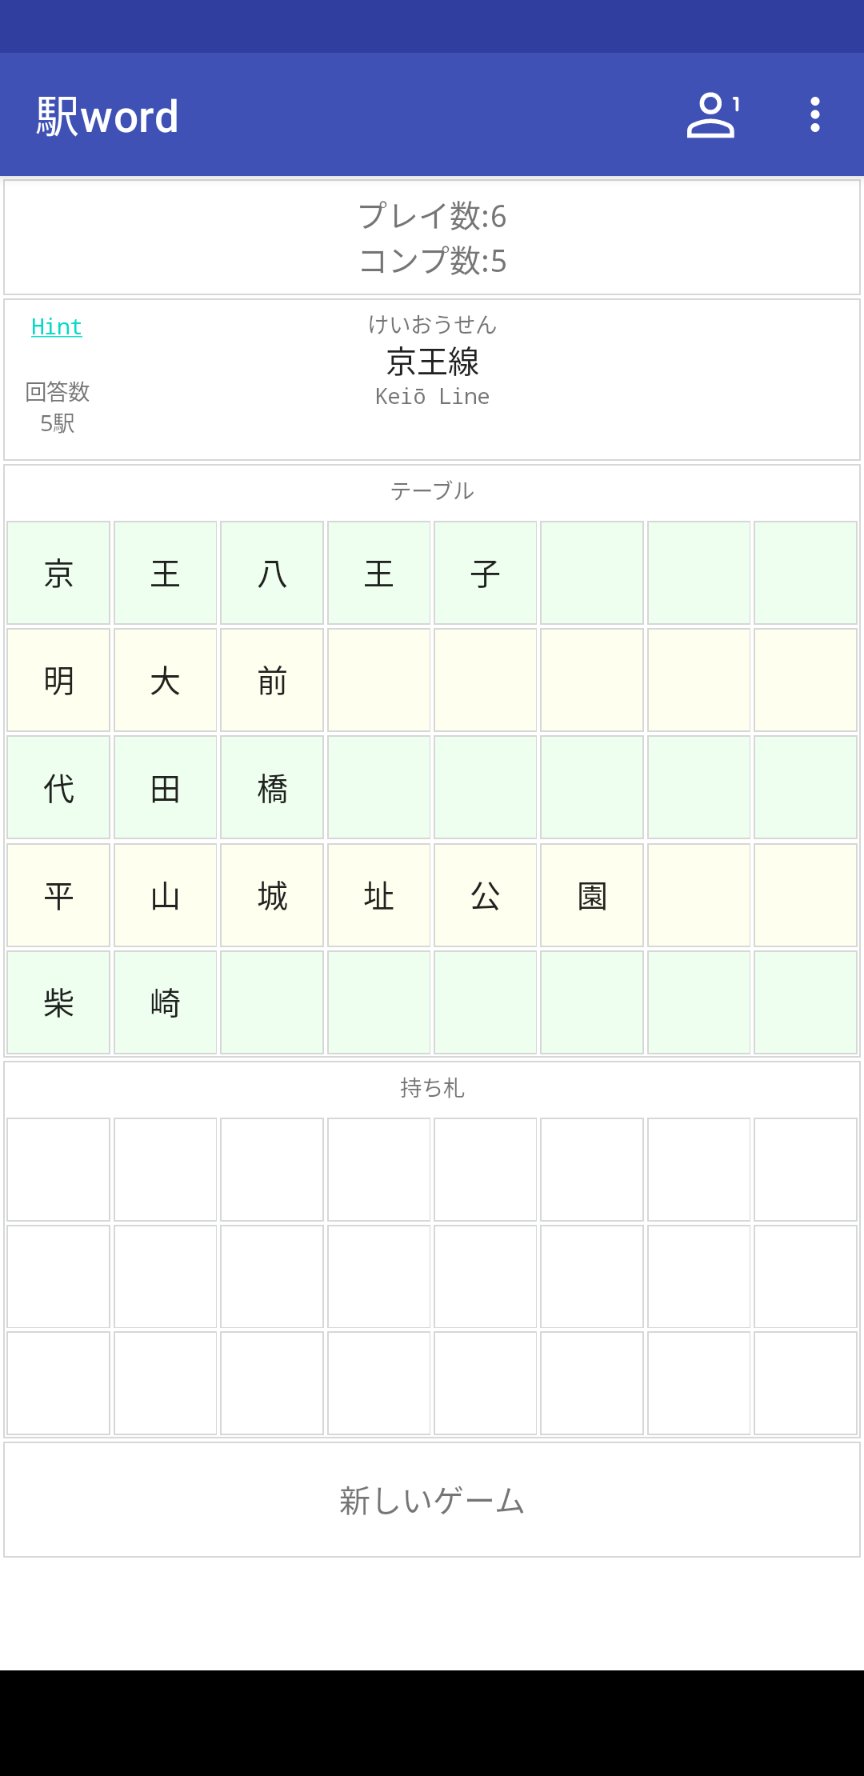 駅word
1
プレイ数:6
コンプ数:5
Hint
けいおうせん
京王線
Keiō Line
回答数
5駅
テーブル
京王八王子
明大前
代田橋
平山城址公園
柴崎
持ち札
新しいゲーム